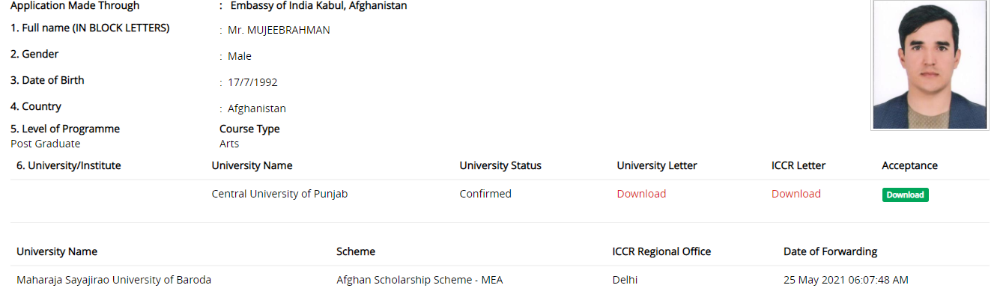 Application Made Through : Embassy of India Kabul, Afghanistan
1. Full name (IN BLOCK LETTERS) : Mr. MUJEEBRAHMAN
2. Gender : Male
3. Date of Birth : 17/7/1992
4. Country : Afghanistan
5. Level of Programme Course Type
Post Graduate Arts
6. University/Institute University Name University Status University Letter ICCR Letter Acceptance
Central University of Punjab Confirmed Download Download Download
University Name Scheme ICCR Regional Office Date of Forwarding
Maharaja Sayajirao University of Baroda Afghan Scholarship Scheme - MEA Delhi 25 May 2021 06:07:48 AM